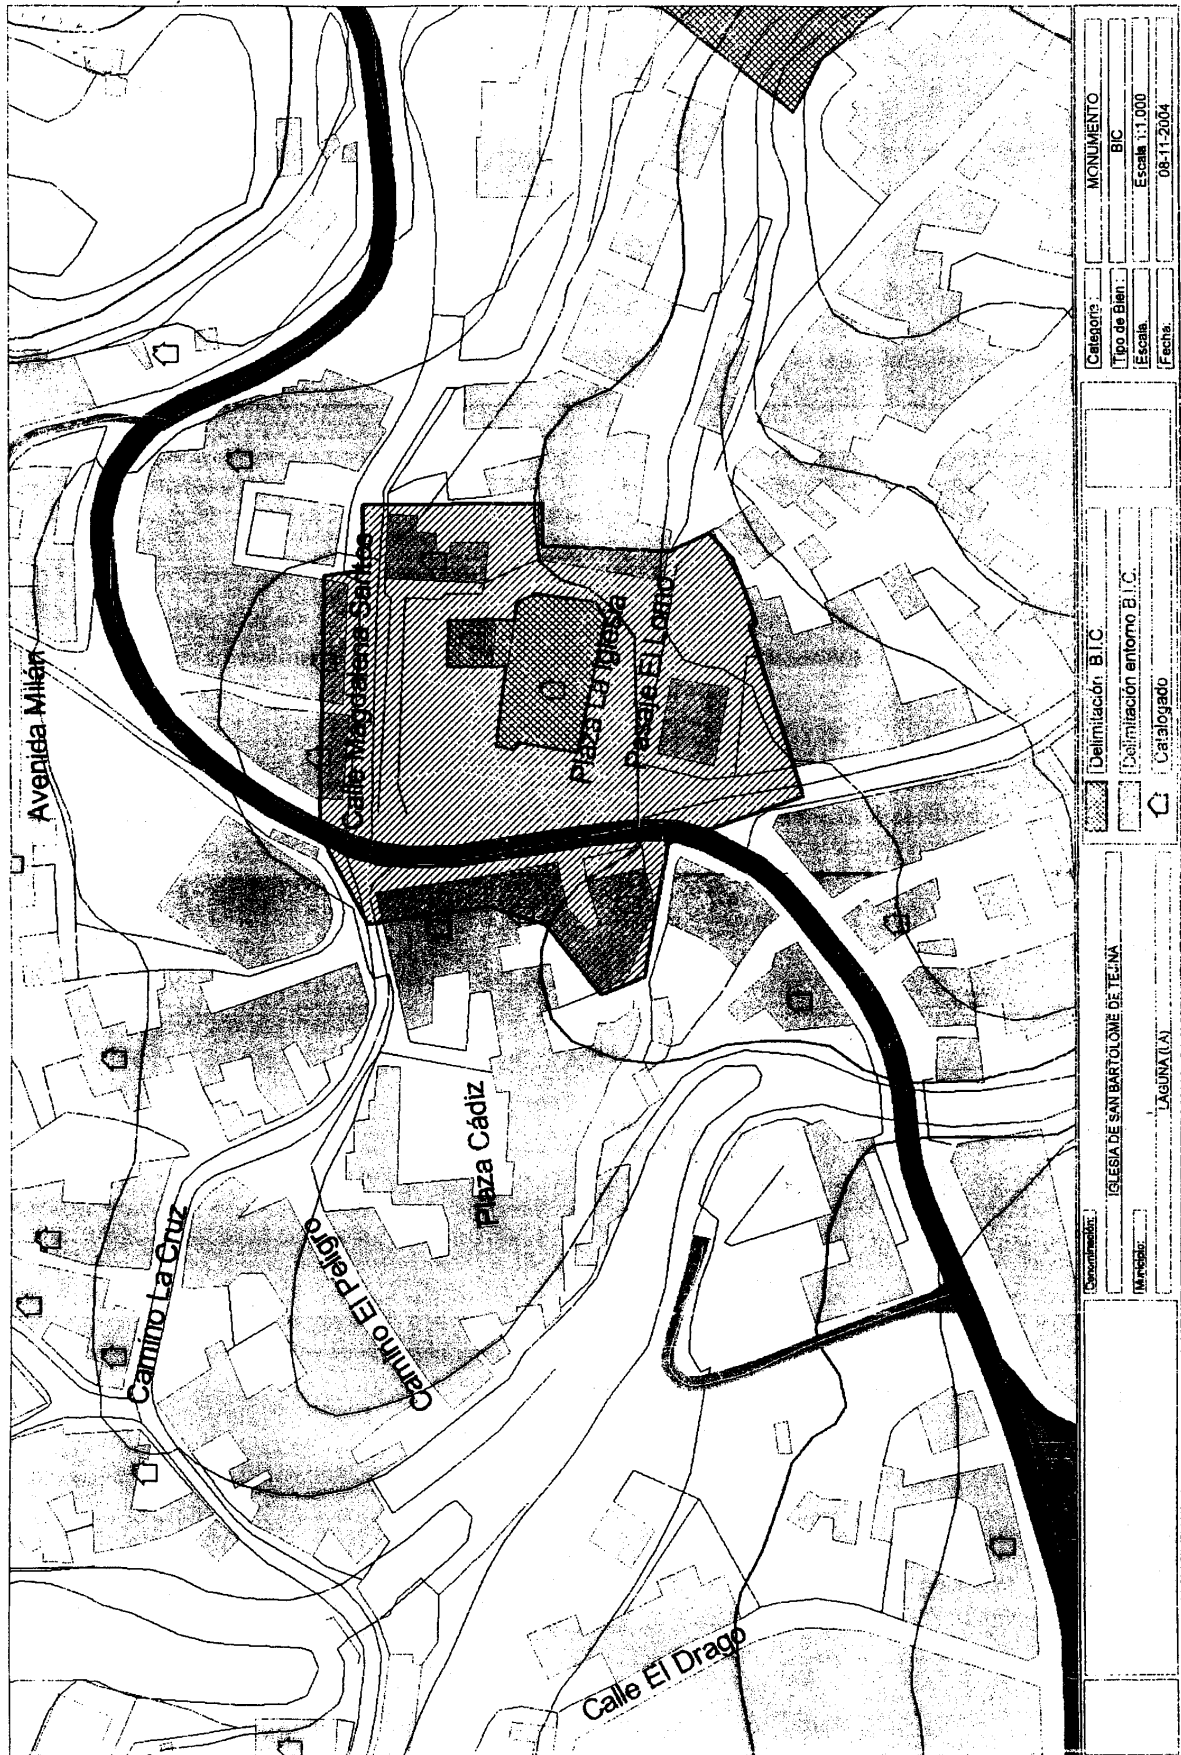 Avenida Milán
Calle Magdalena Santos
Plaza La Iglesia
Pasaje El Lomo
Plaza Cádiz
Camino La Cruz
Camino El Peligro
Calle El Drago
Denominación:
IGLESIA DE SAN BARTOLOME DE TEJINA
Municipio:
LAGUNA (LA)
Delimitación B.I.C.
Delimitación entorno B.I.C.
Catalogado
Categoría:
MONUMENTO
Tipo de Bien:
BIC
Escala:
Escala 1:1.000
Fecha:
08-11-2004